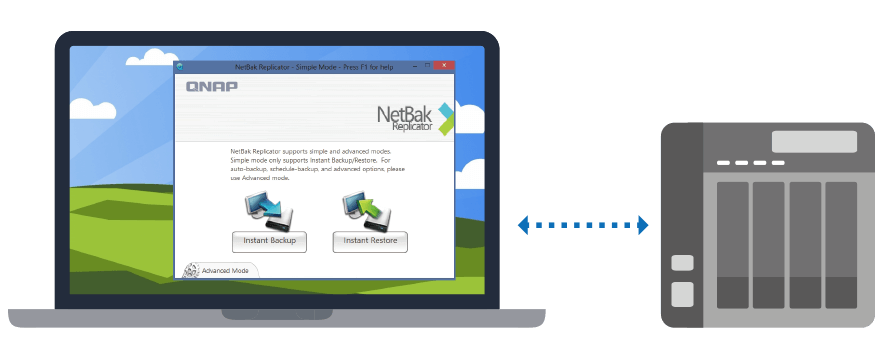 NetBak Replicator - Simple Mode - Press F1 for help
QNAP
NetBak
Replicator
NetBak Replicator supports simple and advanced modes.
Simple mode only supports Instant Backup/Restore. For
auto-backup, schedule-backup, and advanced options, please
use Advanced mode.
Instant Backup
Instant Restore
Advanced Mode